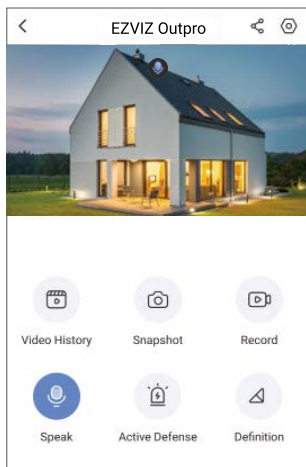 EZVIZ Outpro
Video History
Snapshot
Record
Speak
Active Defense
Definition